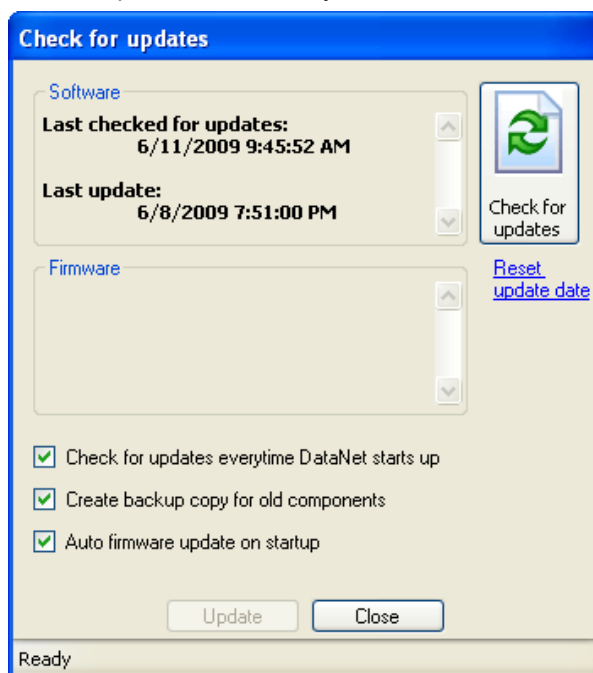 Check for updates
Software
Last checked for updates:
6/11/2009 9:45:52 AM
Last update:
6/8/2009 7:51:00 PM
Check for
updates
Reset
update date
Firmware
Check for updates everytime DataNet starts up
Create backup copy for old components
Auto firmware update on startup
Update
Close
Ready